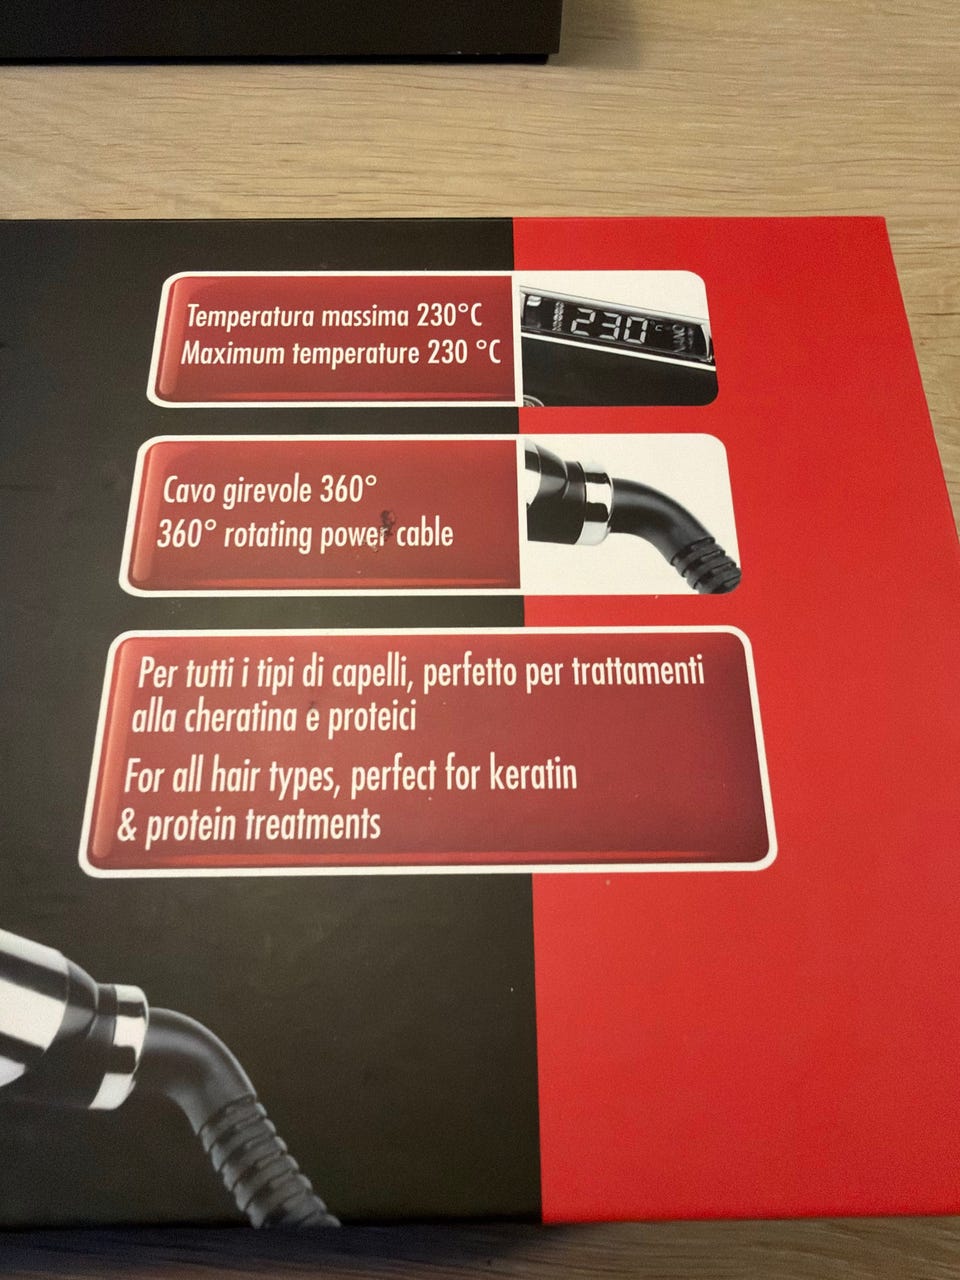 Temperatura massima 230°C
Maximum temperature 230 °C
230°C
NANO
Cavo girevole 360°
360° rotating power cable
Per tutti i tipi di capelli, perfetto per trattamenti
alla cheratina e proteici
For all hair types, perfect for keratin
& protein treatments